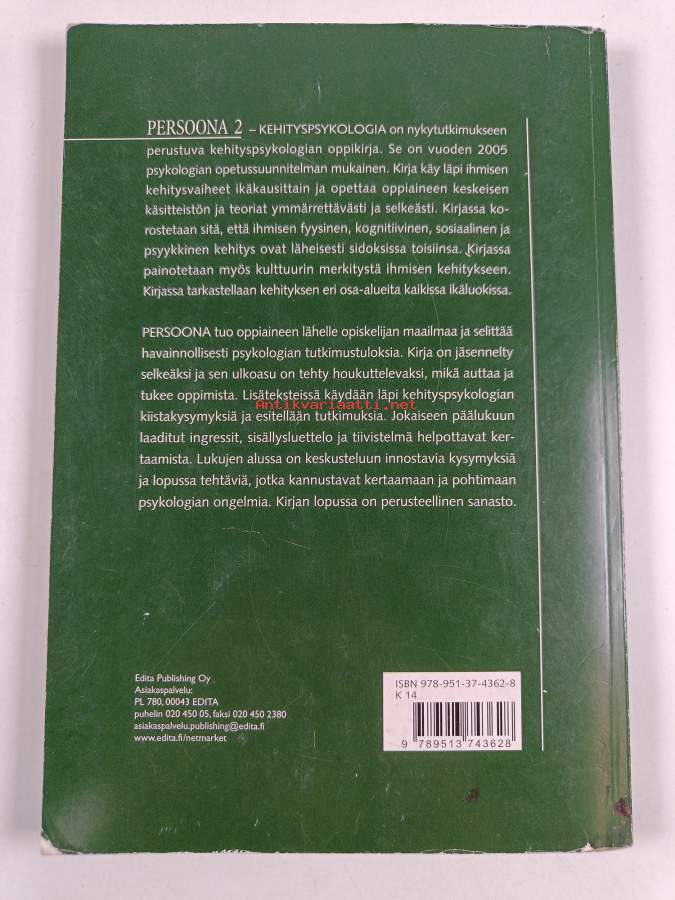 PERSOONA 2 – KEHITYSPSYKOLOGIA on nykytutkimukseen
perustuva kehityspsykologian oppikirja. Se on vuoden 2005
psykologian opetussuunnitelman mukainen. Kirja käy läpi ihmisen
kehitysvaiheet ikäkausittain ja opettaa oppiaineen keskeisen
käsitteistön ja teoriat ymmärrettävästi ja selkeästi. Kirjassa ko-
rostetaan sitä, että ihmisen fyysinen, kognitiivinen, sosiaalinen ja
psyykkinen kehitys ovat läheisesti sidoksissa toisiinsa. Kirjassa
painotetaan myös kulttuurin merkitystä ihmisen kehitykseen.
Kirjassa tarkastellaan kehityksen eri osa-alueita kaikissa ikäluokissa.
PERSOONA tuo oppiaineen lähelle opiskelijan maailmaa ja selittää
havainnollisesti psykologian tutkimustuloksia. Kirja on jäsennelty
selkeäksi ja sen ulkoasu on tehty houkuttelevaksi, mikä auttaa ja
tukee oppimista. Lisäteksteissä käydään läpi kehityspsykologian
Antikvariaatti.net
kiistakysymyksiä ja esitellään tutkimuksia. Jokaiseen päälukuun
laaditut ingressit, sisällysluettelo ja tiivistelmä helpottavat ker-
taamista. Lukujen alussa on keskusteluun innostavia kysymyksiä
ja lopussa tehtäviä, jotka kannustavat kertaamaan ja pohtimaan
psykologian ongelmia. Kirjan lopussa on perusteellinen sanasto.
Edita Publishing Oy
Asiakaspalvelu:
PL 780, 00043 EDITA
puhelin 020 450 05, faksi 020 450 2380
asiakaspalvelu.publishing@edita.fi
www.edita.fi/netmarket
ISBN 978-951-37-4362-8
K 14
9 789513 743628